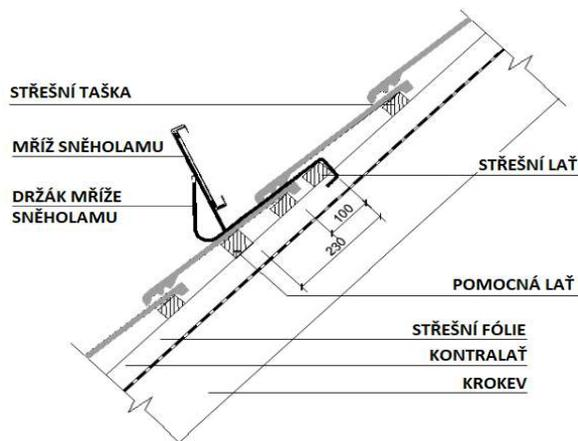 STŘEŠNÍ TAŠKA
MŘÍŽ SNĚHOLAMU
DRŽÁK MŘÍŽE
SNĚHOLAMU
STŘEŠNÍ LAŤ
100
230
POMOCNÁ LAŤ
STŘEŠNÍ FÓLIE
KONTRALAŤ
KROKEV